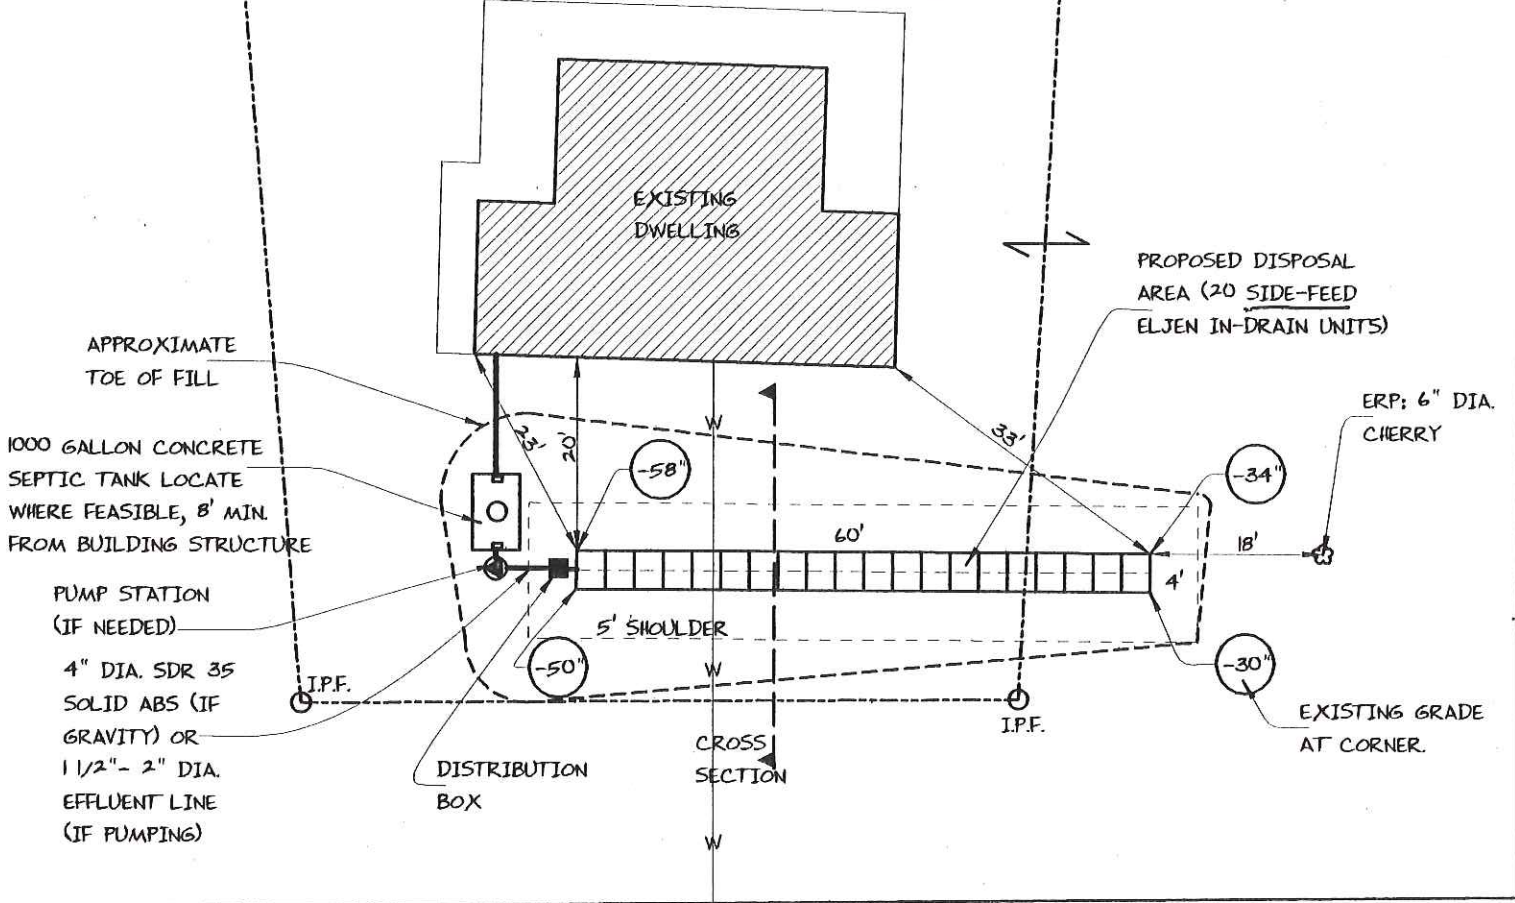 EXISTING
DWELLING
PROPOSED DISPOSAL
AREA (20 SIDE-FEED
ELJEN IN-DRAIN UNITS)
APPROXIMATE
TOE OF FILL
ERP: 6" DIA.
CHERRY
1000 GALLON CONCRETE
SEPTIC TANK LOCATE
WHERE FEASIBLE, 8' MIN.
FROM BUILDING STRUCTURE
23'
20'
W
33'
-58"
-34"
60'
18'
4'
PUMP STATION
(IF NEEDED)
5' SHOULDER
-50"
W
-30"
4" DIA. SDR 35
SOLID ABS (IF
GRAVITY) OR
1 1/2"- 2" DIA.
EFFLUENT LINE
(IF PUMPING)
I.P.F.
I.P.F.
EXISTING GRADE
AT CORNER.
DISTRIBUTION
BOX
CROSS
SECTION
W